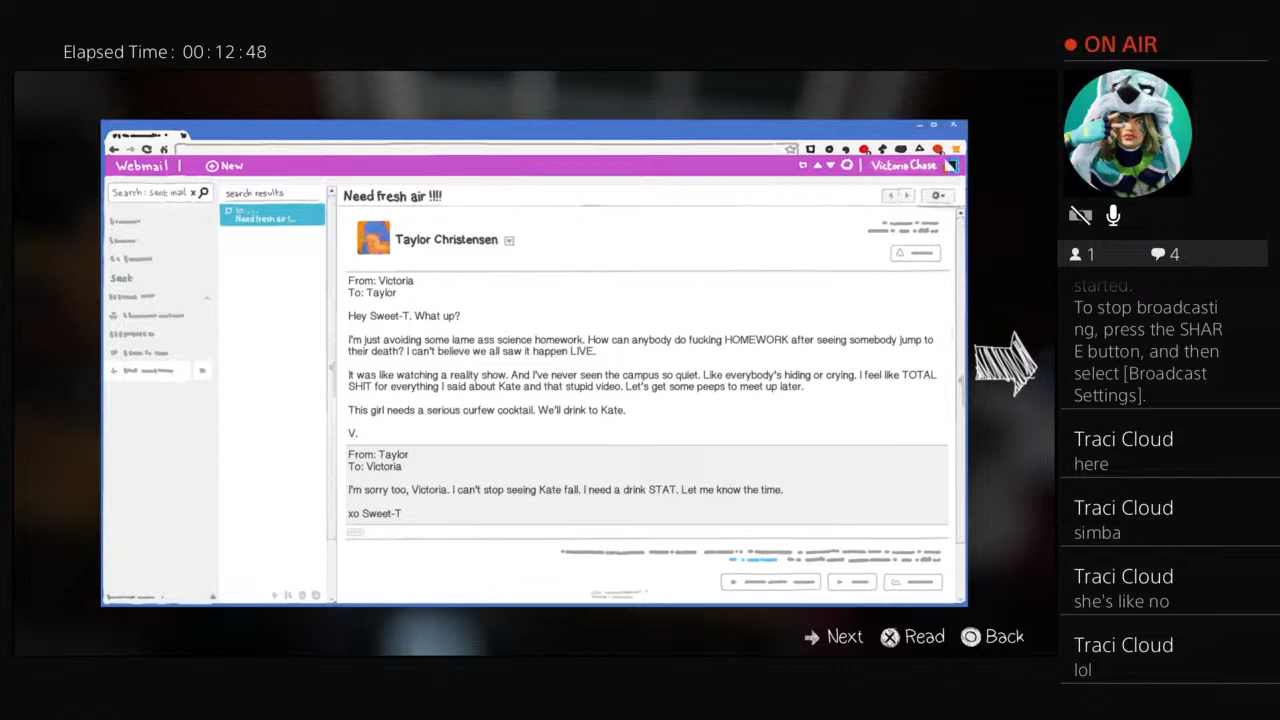 Elapsed Time: 00:12:48
ON AIR
Webmail
New
Victoria Chase
Search: sent mail x
search results
Need fresh air !!!!
to:....
Need fresh air !...
Taylor Christensen
Sent
From: Victoria
To: Taylor
Hey Sweet-T. What up?
I'm just avoiding some lame ass science homework. How can anybody do fucking HOMEWORK after seeing somebody jump to
their death? I can't believe we all saw it happen LIVE.
It was like watching a reality show. And I've never seen the campus so quiet. Like everybody's hiding or crying. I feel like TOTAL
SHIT for everything I said about Kate and that stupid video. Let's get some peeps to meet up later.
This girl needs a serious curfew cocktail. We'll drink to Kate.
V.
From: Taylor
To: Victoria
I'm sorry too, Victoria. I can't stop seeing Kate fall. I need a drink STAT. Let me know the time.
xo Sweet-T
Next
Read
Back
1
4
started.
To stop broadcasti
ng, press the SHAR
E button, and then
select [Broadcast
Settings].
Traci Cloud
here
Traci Cloud
simba
Traci Cloud
she's like no
Traci Cloud
lol